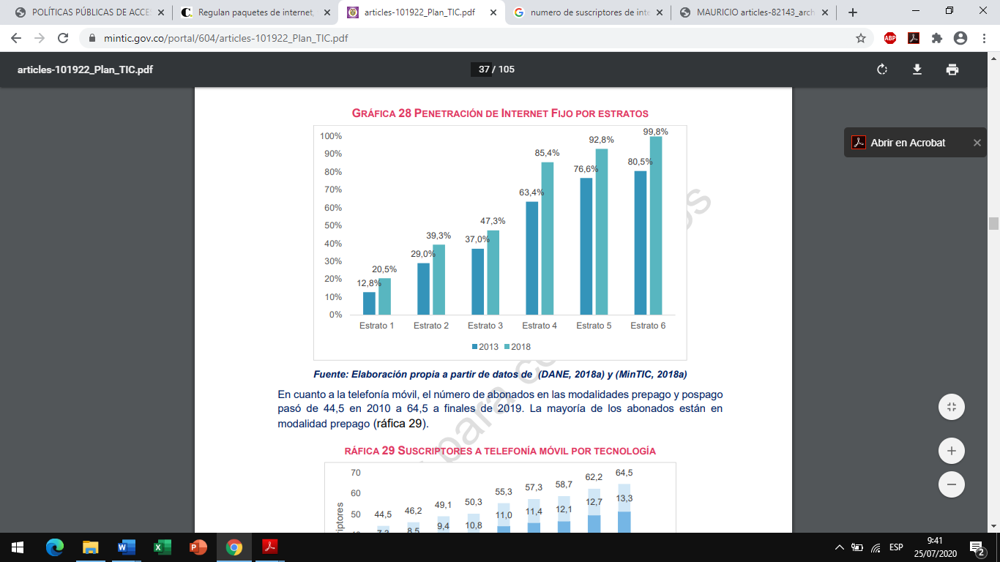 POLÍTICAS PÚBLICAS DE ACCE
Regulan paquetes de internet,
articles-101922_Plan_TIC.pdf
numero de suscriptores de inte
MAURICIO articles-82143_arch
mintic.gov.co/portal/604/articles-101922_Plan_TIC.pdf
ABP
articles-101922_Plan_TIC.pdf
37 / 105
Abrir en Acrobat
GRÁFICA 28 PENETRACIÓN DE INTERNET FIJO POR ESTRATOS
100%
90%
80%
70%
60%
50%
40%
30%
20%
10%
0%
12,8%
20,5%
29,0%
39,3%
37,0%
47,3%
63,4%
85,4%
76,6%
92,8%
80,5%
99,8%
Estrato 1 Estrato 2 Estrato 3 Estrato 4 Estrato 5 Estrato 6
2013 2018
Fuente: Elaboración propia a partir de datos de (DANE, 2018a) y (MinTIC, 2018a)
En cuanto a la telefonía móvil, el número de abonados en las modalidades prepago y pospago
pasó de 44,5 en 2010 a 64,5 a finales de 2019. La mayoría de los abonados están en
modalidad prepago (ráfica 29).
para
RÁFICA 29 SUSCRIPTORES A TELEFONÍA MÓVIL POR TECNOLOGÍA
70
60
50
44,5 46,2 49,1 50,3 55,3 57,3 58,7 62,2 64,5
9,4 10,8 11,0 11,4 12,1 12,7 13,3
9:41
ESP
25/07/2020
2